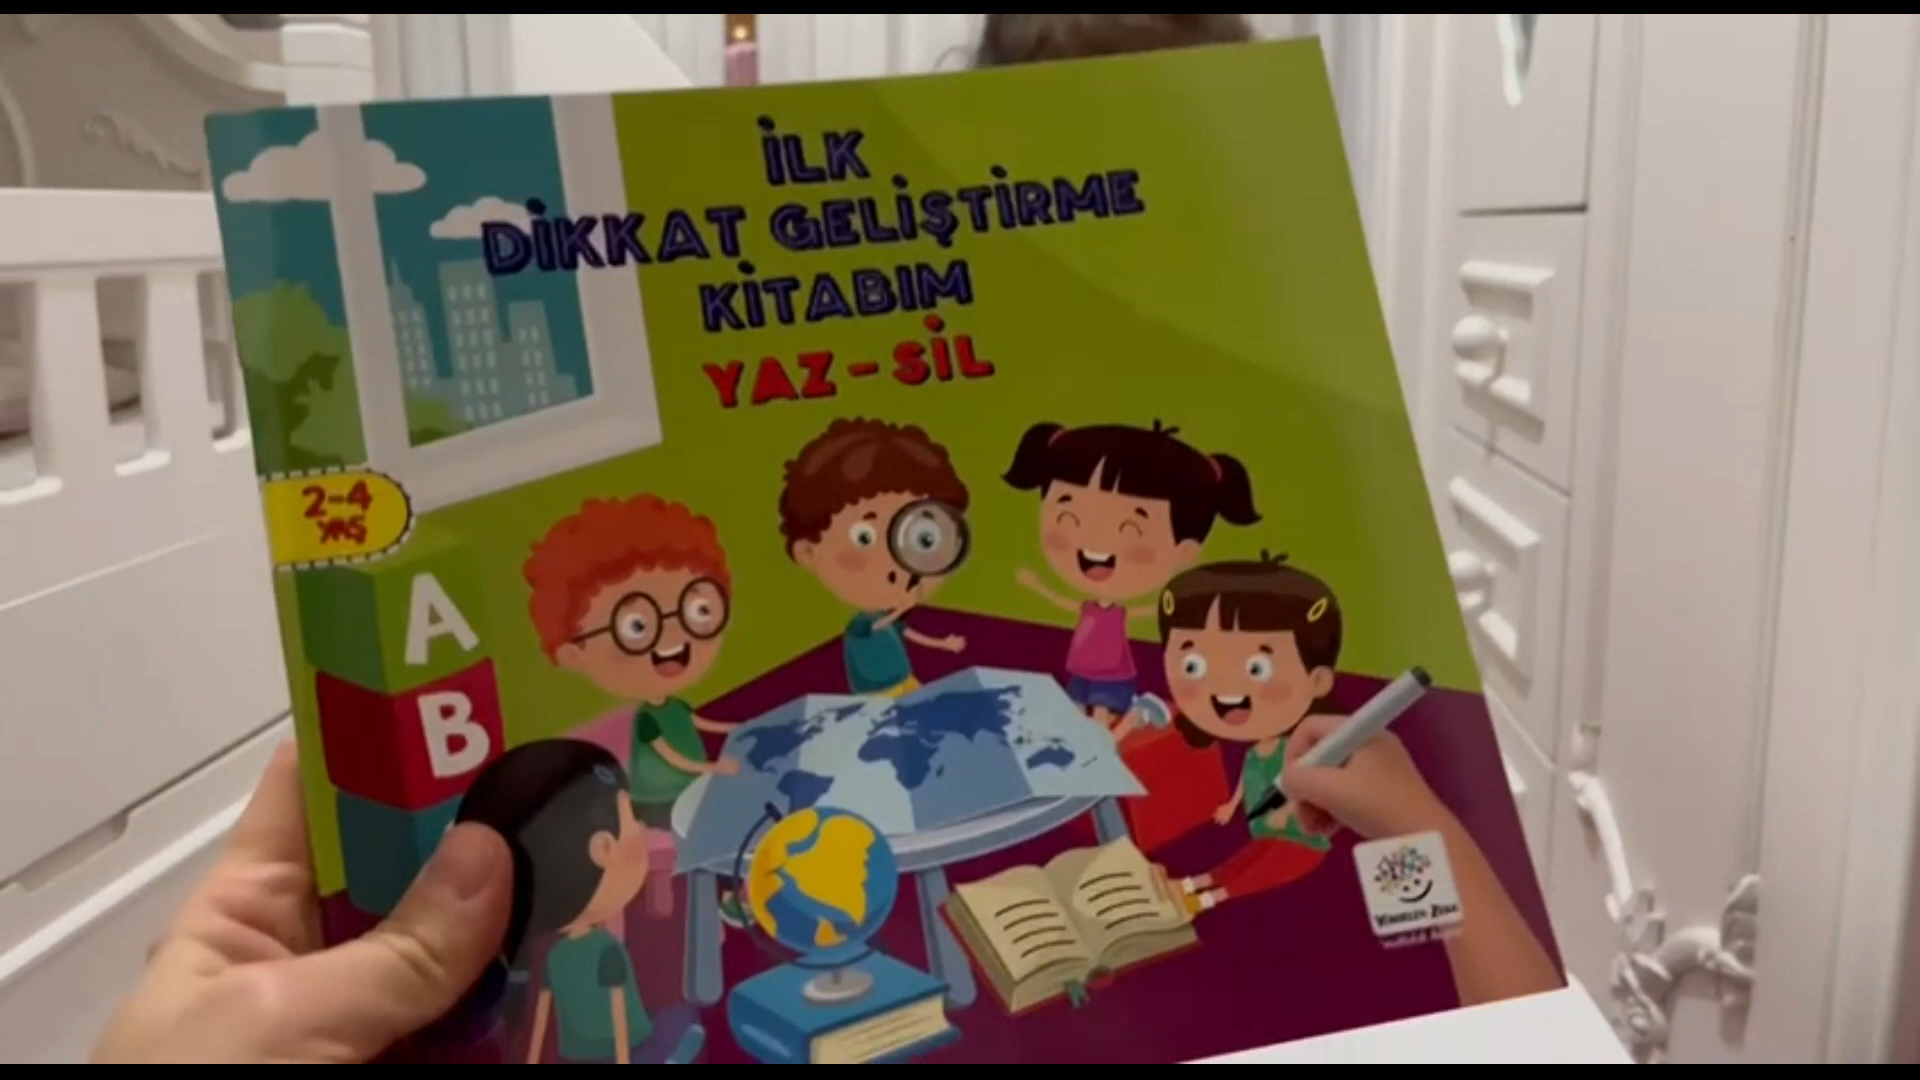 İLK
DİKKAT GELİŞTİRME
KİTABIM
YAZ - SİL
2-4
YAŞ
A
B